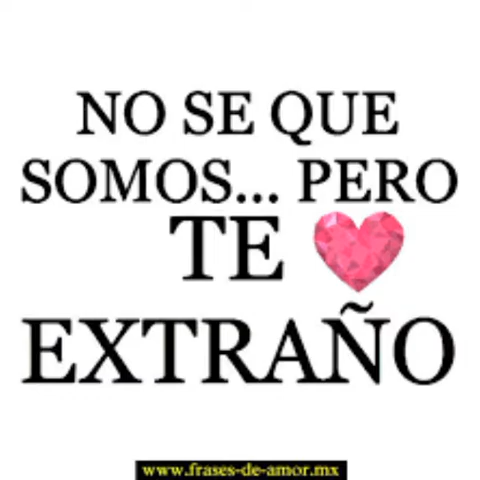 NO SE QUE
SOMOS... PERO
TE
EXTRAÑO
www.frases-de-amor.mx